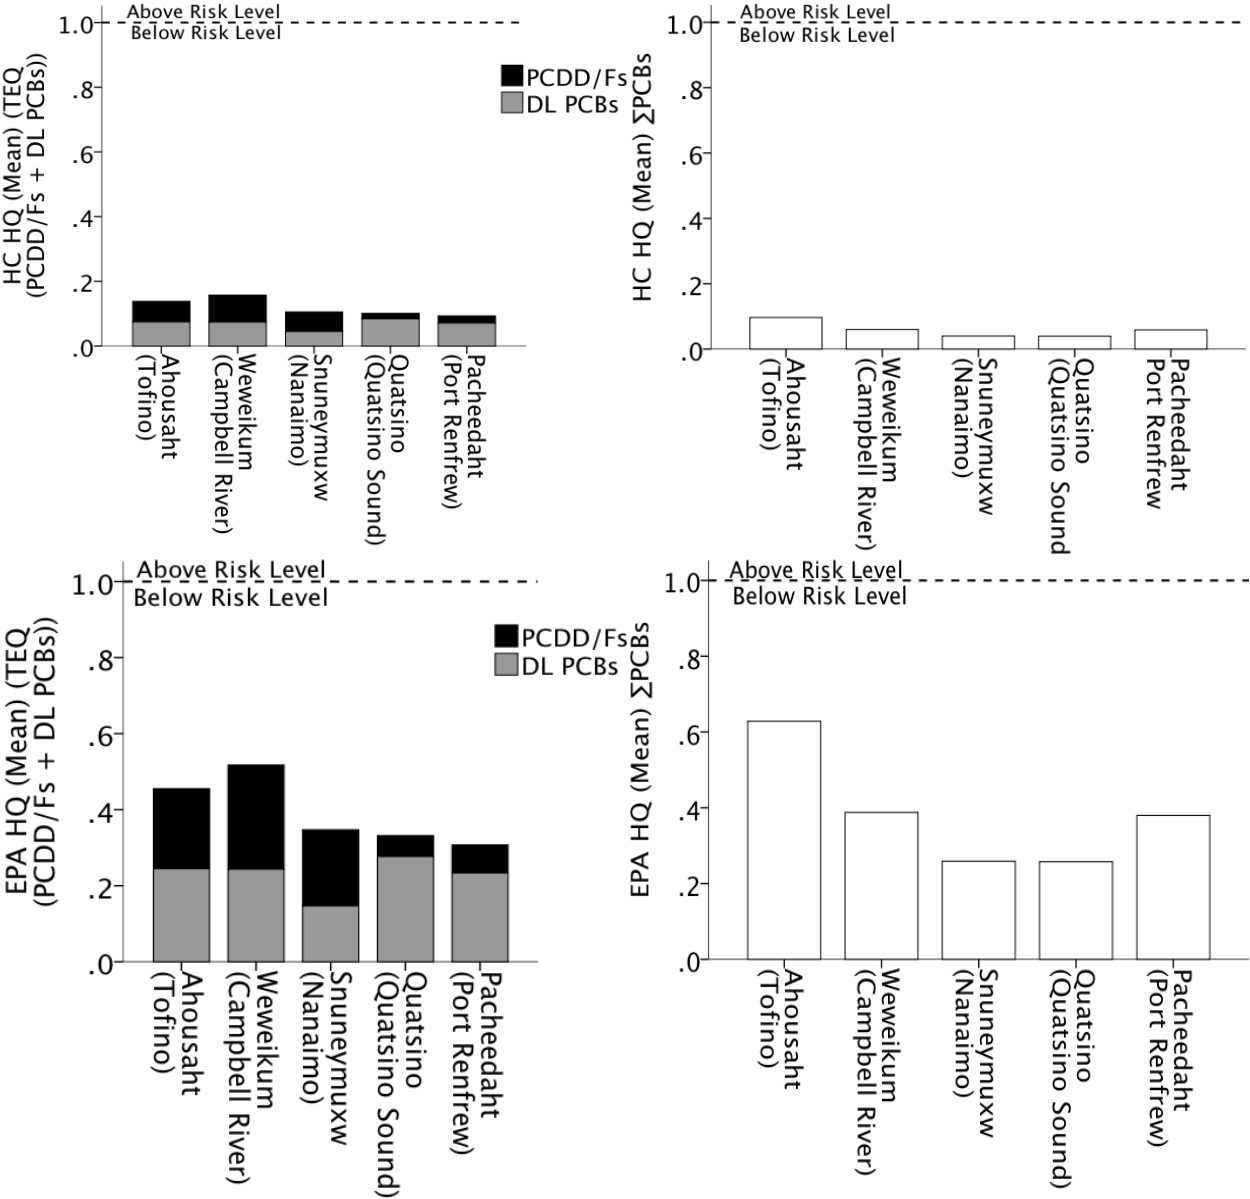 Above Risk Level
1.0
Below Risk Level
.8
.6
.4
.2
.0
HC HQ (Mean) (TEQ
(PCDD/Fs + DL PCBs))
PCDD/Fs
DL PCBs
Ahousaht
(Tofino)
Weweikum
(Campbell River)
Snuneymuxw
(Nanaimo)
Quatsino
(Quatsino Sound)
Pacheedaht
(Port Renfrew)
Above Risk Level
1.0
Below Risk Level
.8
.6
.4
.2
.0
HC HQ (Mean) ∑PCBs
Ahousaht
(Tofino)
Weweikum
(Campbell River)
Snuneymuxw
(Nanaimo)
Quatsino
(Quatsino Sound
Pacheedaht
Port Renfrew
Above Risk Level
1.0
Below Risk Level
.8
.6
.4
.2
.0
EPA HQ (Mean) (TEQ
(PCDD/Fs + DL PCBs))
PCDD/Fs
DL PCBs
Ahousaht
(Tofino)
Weweikum
(Campbell River)
Snuneymuxw
(Nanaimo)
Quatsino
(Quatsino Sound)
Pacheedaht
(Port Renfrew)
Above Risk Level
1.0
Below Risk Level
.8
.6
.4
.2
.0
EPA HQ (Mean) ∑PCBs
Ahousaht
(Tofino)
Weweikum
(Campbell River)
Snuneymuxw
(Nanaimo)
Quatsino
(Quatsino Sound)
Pacheedaht
(Port Renfrew)